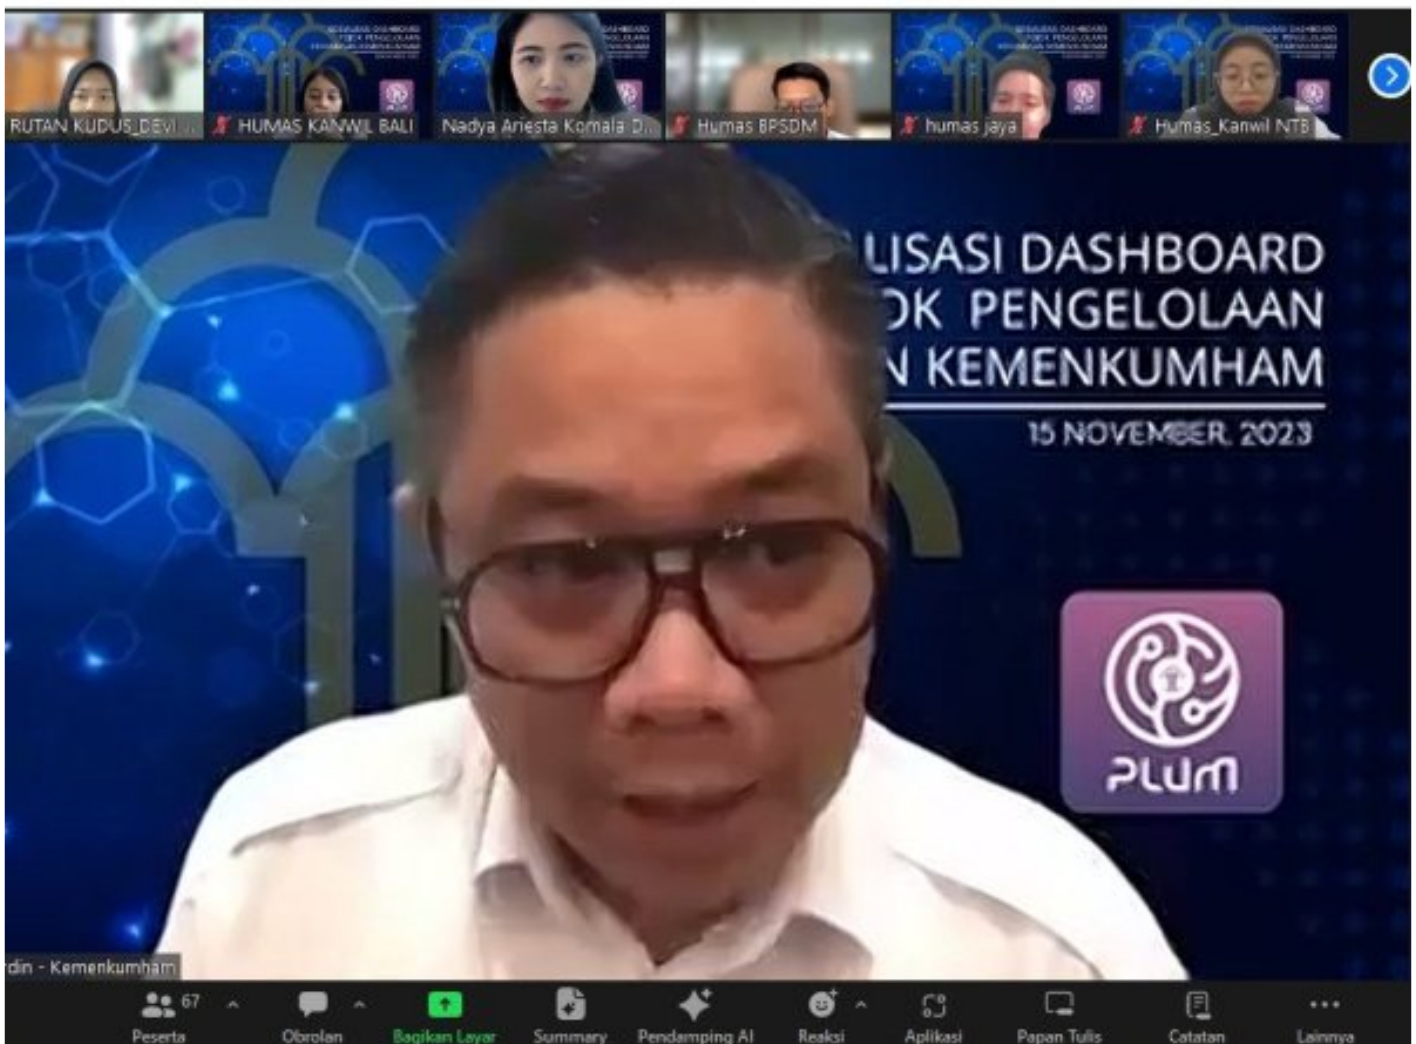 RUTAN KUDUS_DEVI ...
HUMAS KANWIL BALI
Nadya Ariesta Komala D...
Humas BPSDM
humas jaya
Humas_Kanwil NTB
LISASI DASHBOARD
OK PENGELOLAAN
N KEMENKUMHAM
15 NOVEMBER 2023
PLUM
rdin - Kemenkumham
67
Peserta
Obrolan
Bagikan Layar
Summary
Pendamping AI
Reaksi
Aplikasi
Papan Tulis
Catatan
Lainnya